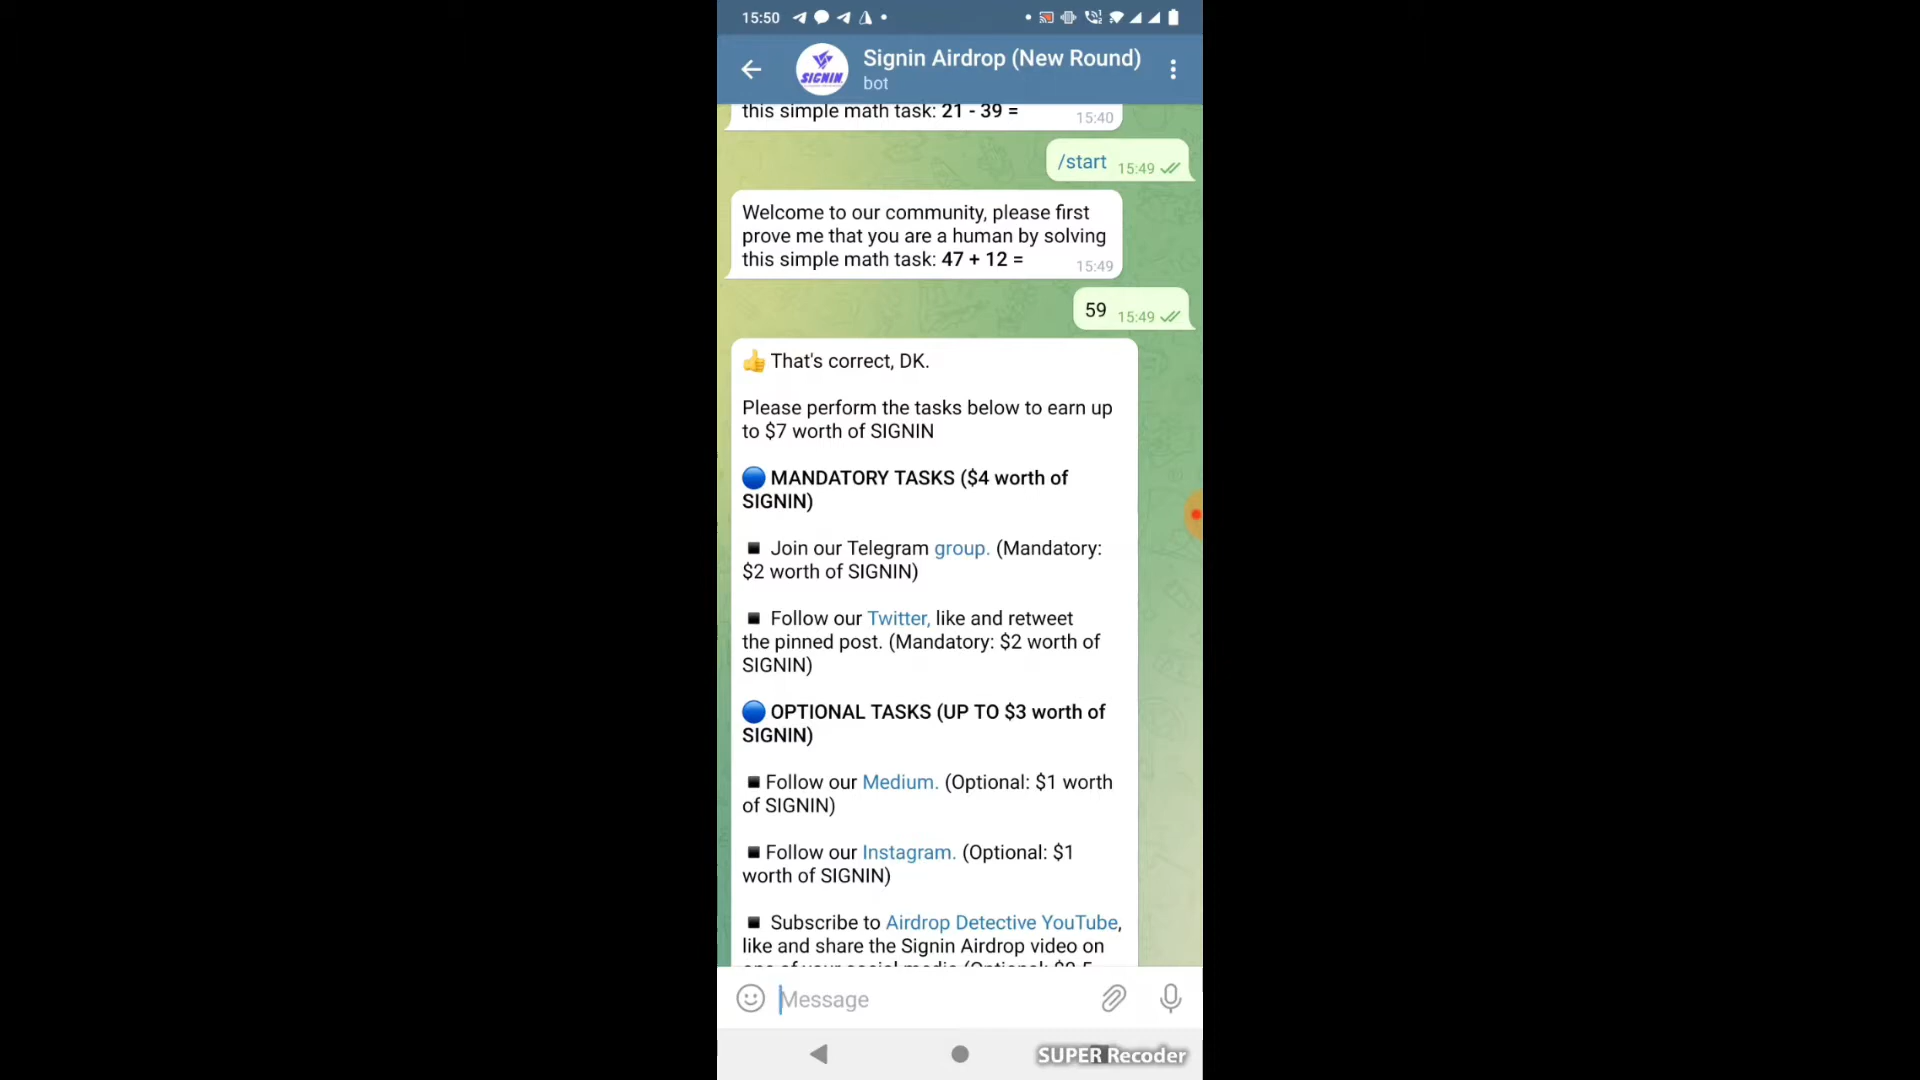 15:50
Signin Airdrop (New Round)
SIGNIN
bot
this simple math task: 21 - 39 =
15:40
/start 15:49
Welcome to our community, please first
prove me that you are a human by solving
this simple math task: 47 + 12 =
15:49
59 15:49
👍 That's correct, DK.
Please perform the tasks below to earn up
to $7 worth of SIGNIN
🔵 MANDATORY TASKS ($4 worth of
SIGNIN)
◾ Join our Telegram group. (Mandatory:
$2 worth of SIGNIN)
◾ Follow our Twitter, like and retweet
the pinned post. (Mandatory: $2 worth of
SIGNIN)
🔵 OPTIONAL TASKS (UP TO $3 worth of
SIGNIN)
◾Follow our Medium. (Optional: $1 worth
of SIGNIN)
◾Follow our Instagram. (Optional: $1
worth of SIGNIN)
◾ Subscribe to Airdrop Detective YouTube,
like and share the Signin Airdrop video on
Message
SUPER Recoder